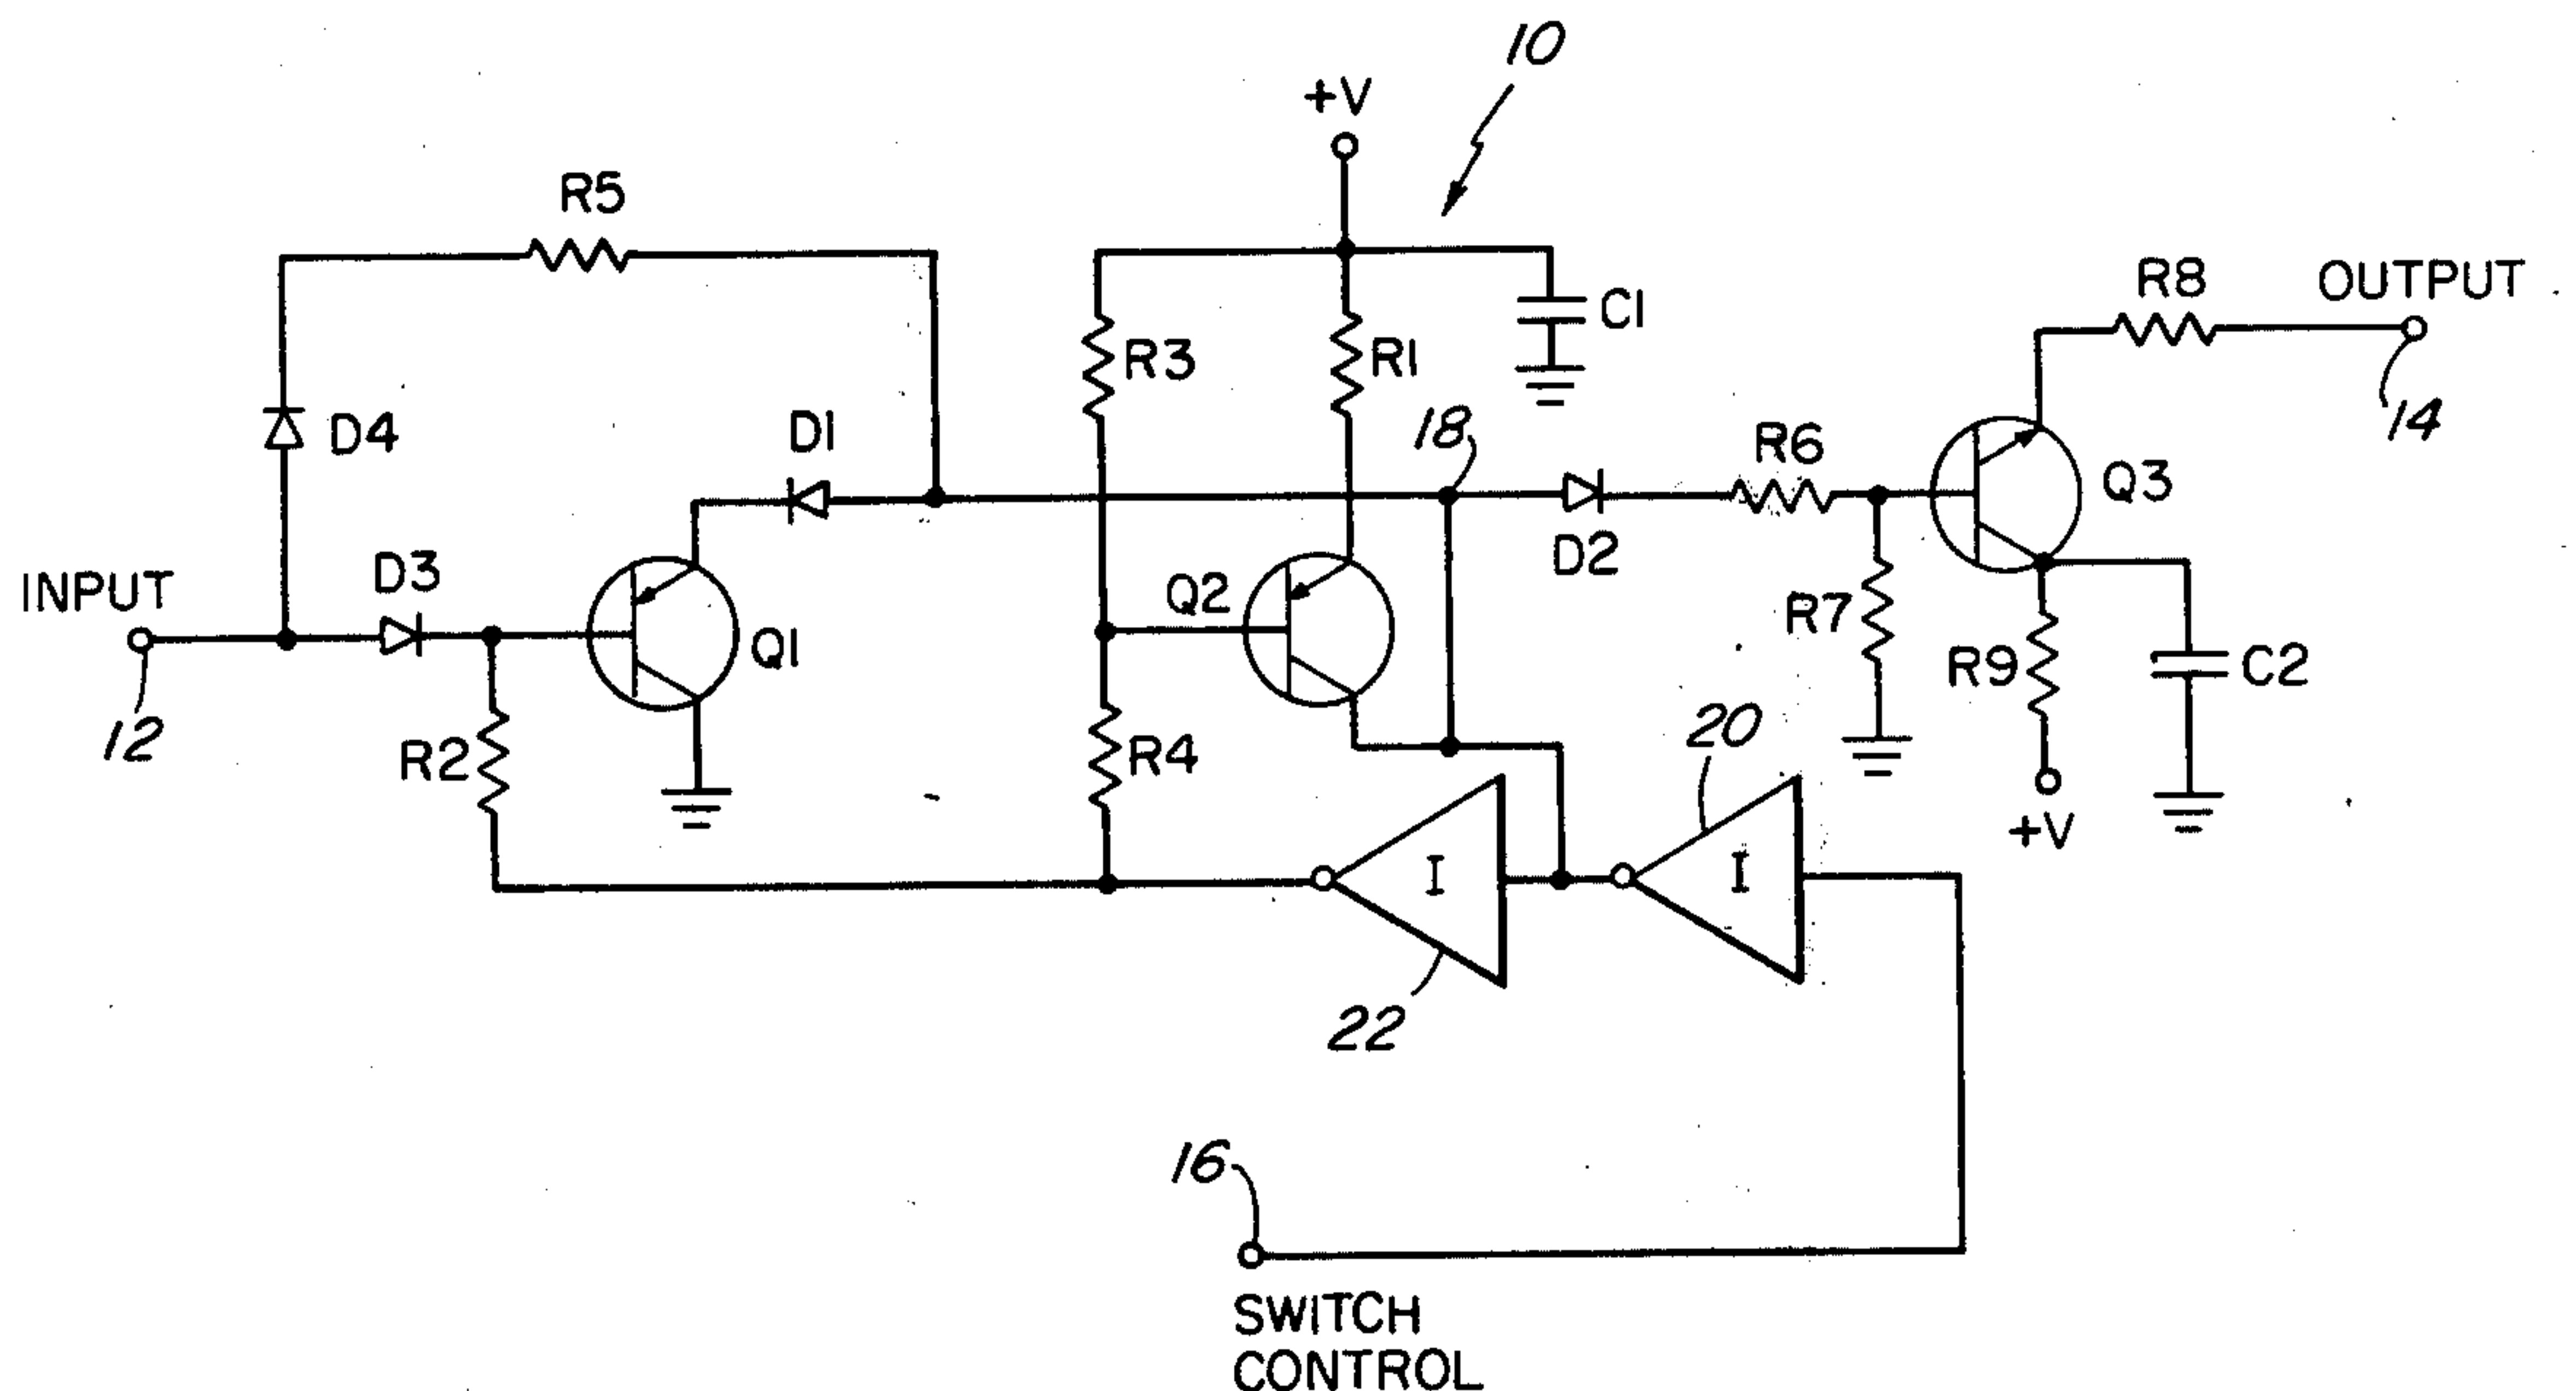 10
+V
R5
R8
OUTPUT
C1
R3
R1
14
D4
D1
18
R6
Q3
INPUT
D3
D2
Q2
R7
Q1
R9
C2
12
R2
R4
20
+V
I
I
22
16
SWITCH
CONTROL